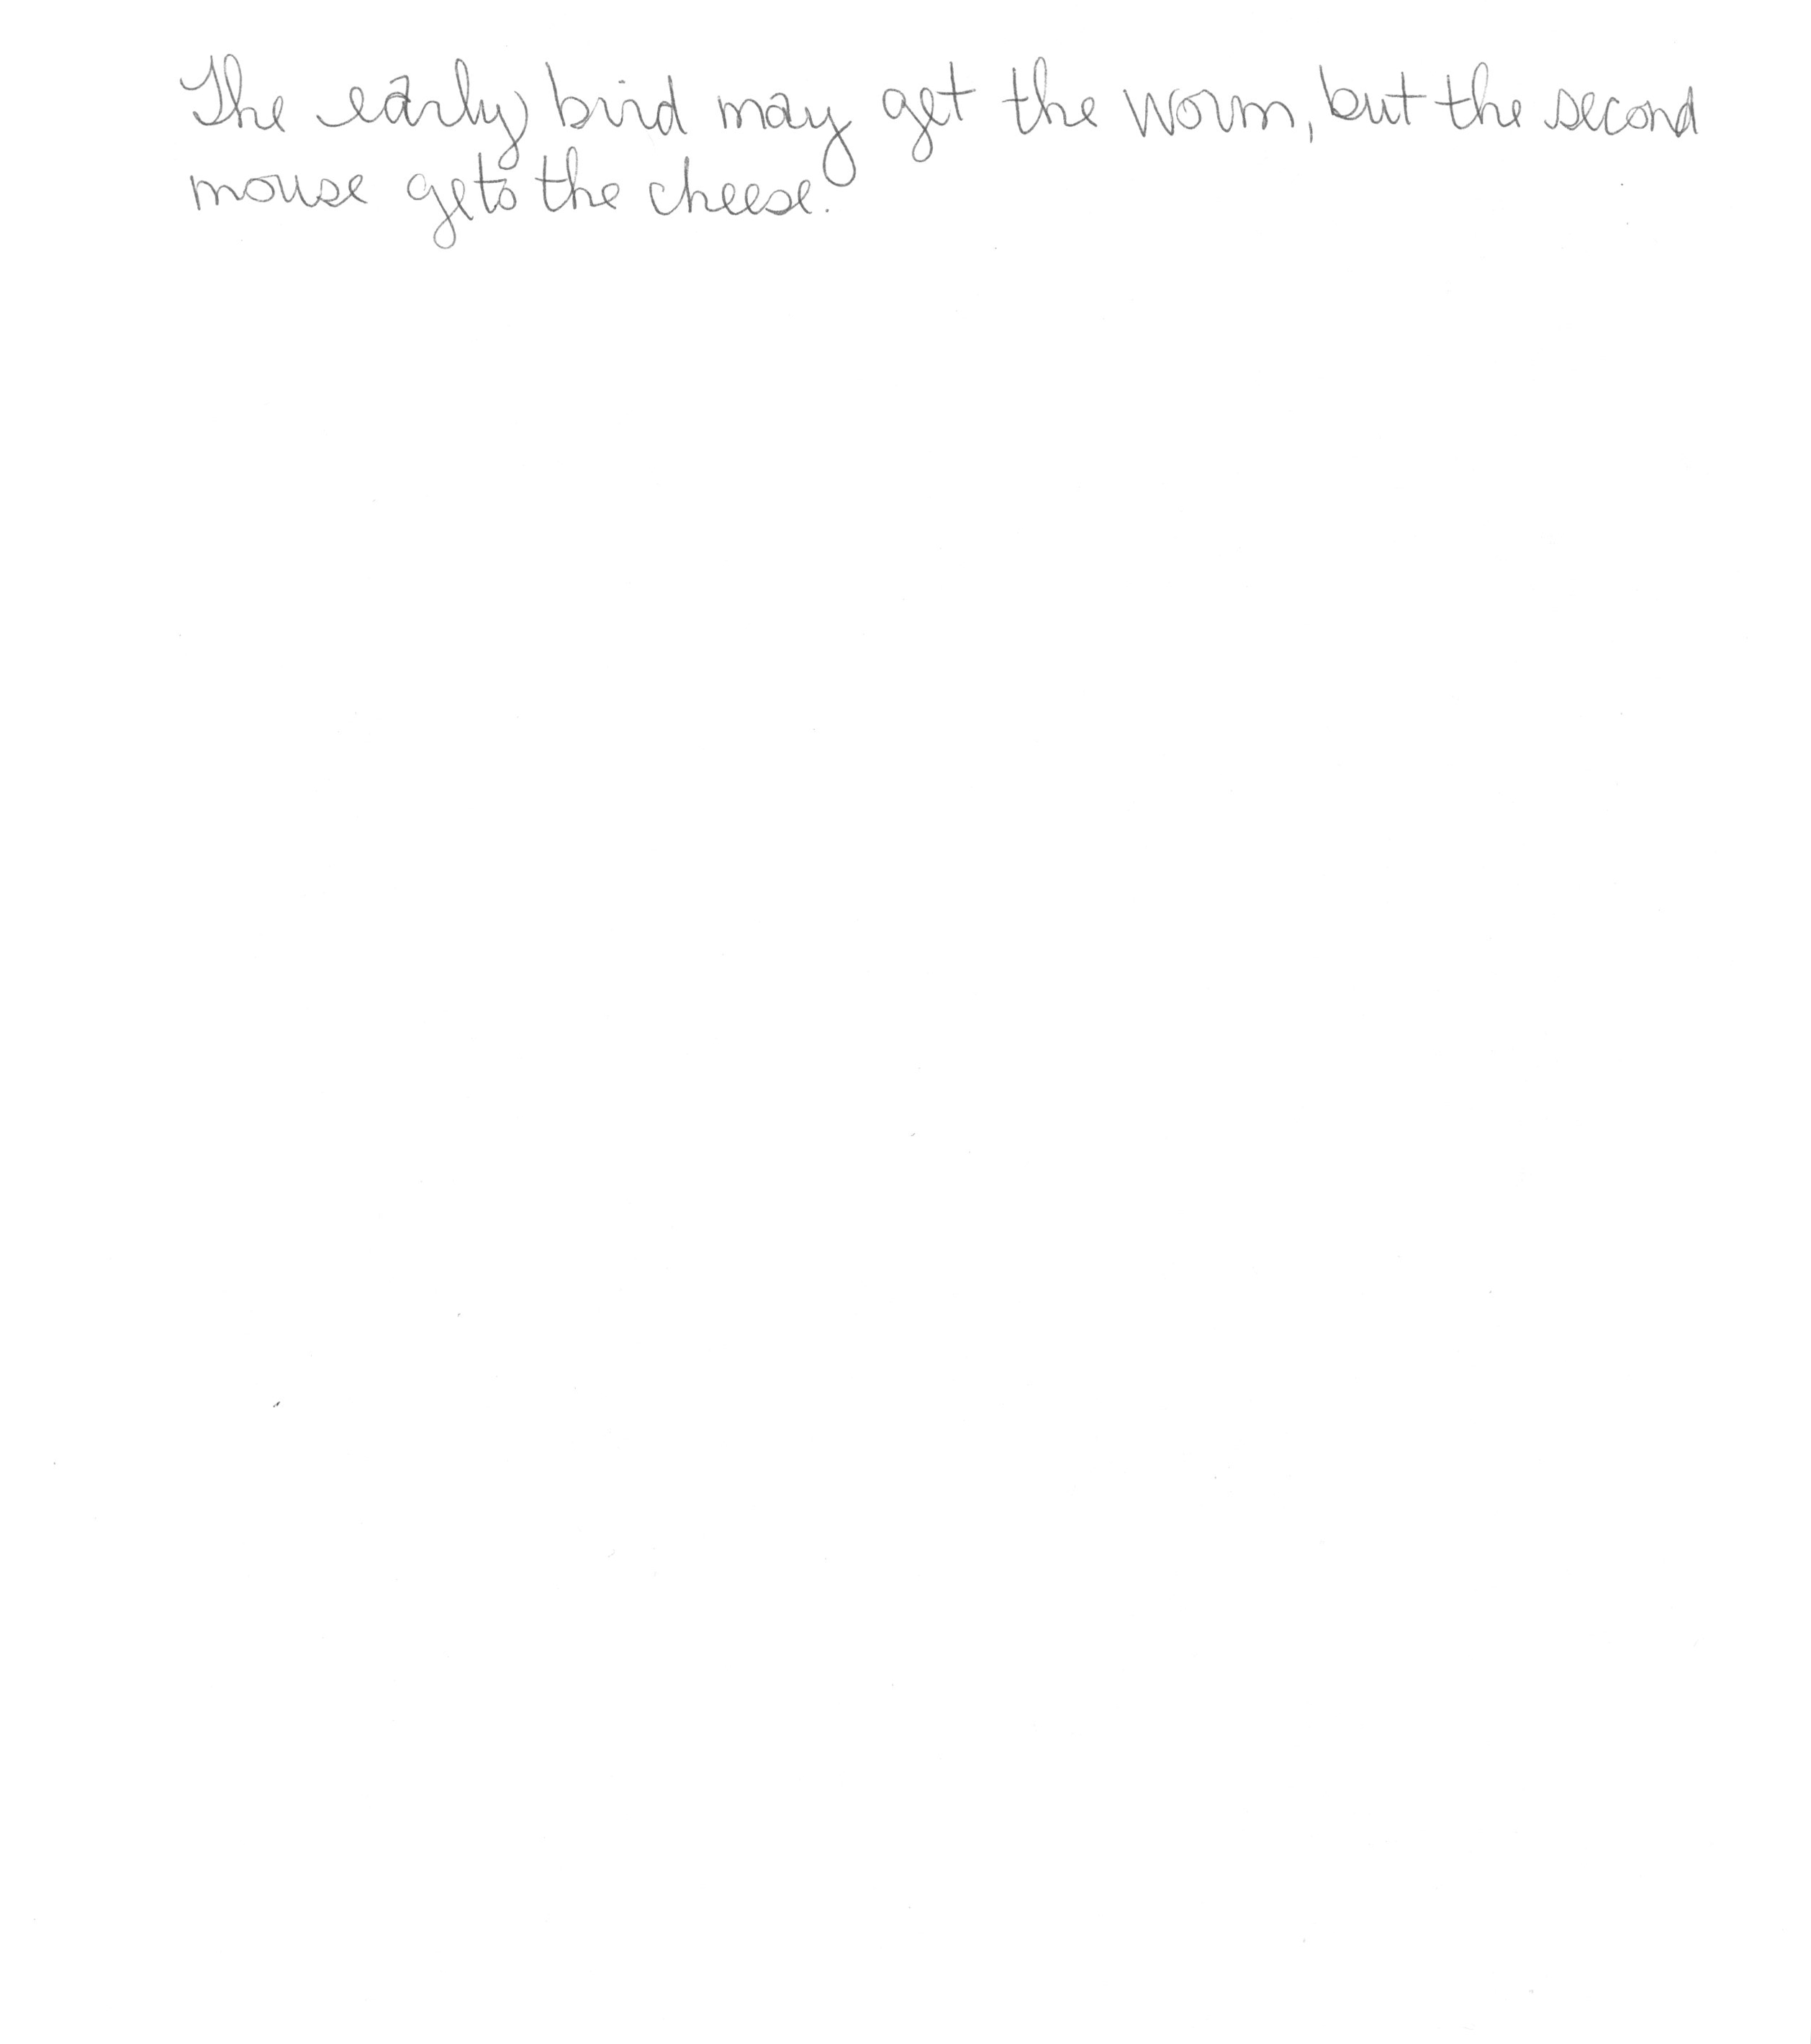 The early bird may get the worm, but the second
mouse gets the cheese.